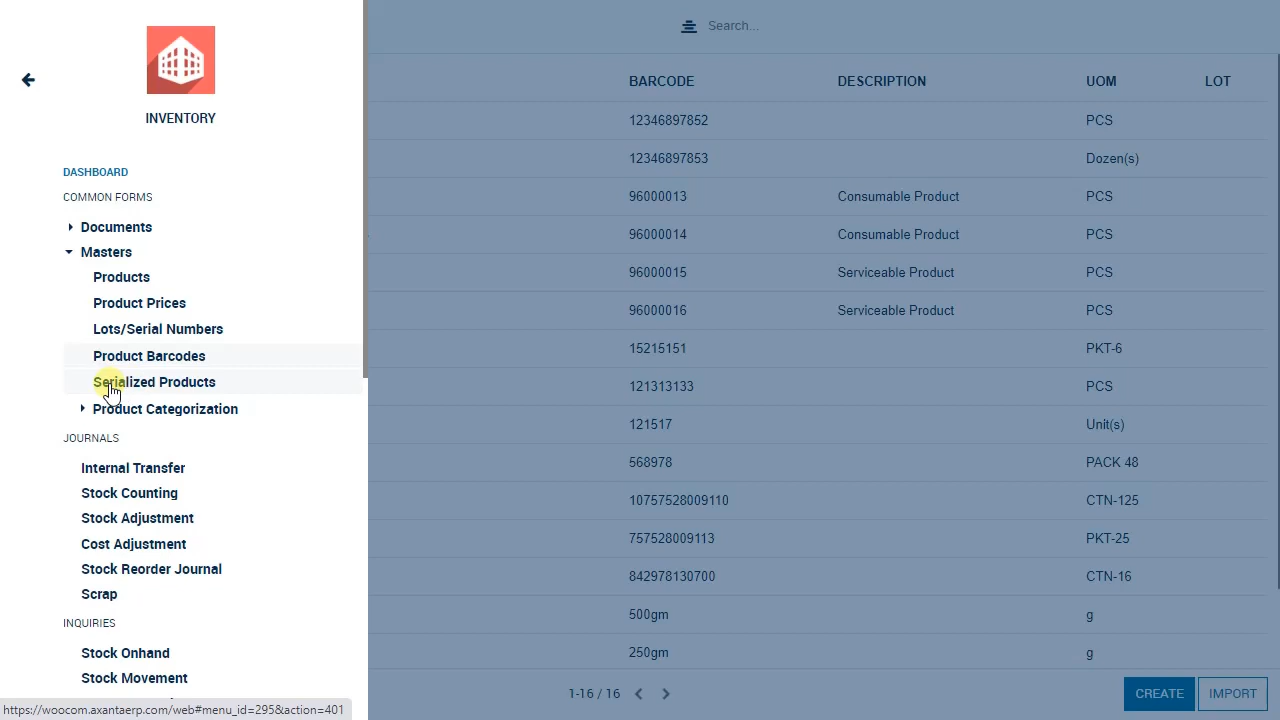 INVENTORY
DASHBOARD
COMMON FORMS
Documents
Masters
Products
Product Prices
Lots/Serial Numbers
Product Barcodes
Serialized Products
Product Categorization
JOURNALS
Internal Transfer
Stock Counting
Stock Adjustment
Cost Adjustment
Stock Reorder Journal
Scrap
INQUIRIES
Stock Onhand
Stock Movement
https://woocom.axantaerp.com/web#menu_id=295&action=401
Search...
BARCODE DESCRIPTION UOM LOT
12346897852 PCS
12346897853 Dozen(s)
96000013 Consumable Product PCS
96000014 Consumable Product PCS
96000015 Serviceable Product PCS
96000016 Serviceable Product PCS
15215151 PKT-6
121313133 PCS
121517 Unit(s)
568978 PACK 48
10757528009110 CTN-125
757528009113 PKT-25
842978130700 CTN-16
500gm g
250gm g
1-16 / 16 CREATE IMPORT